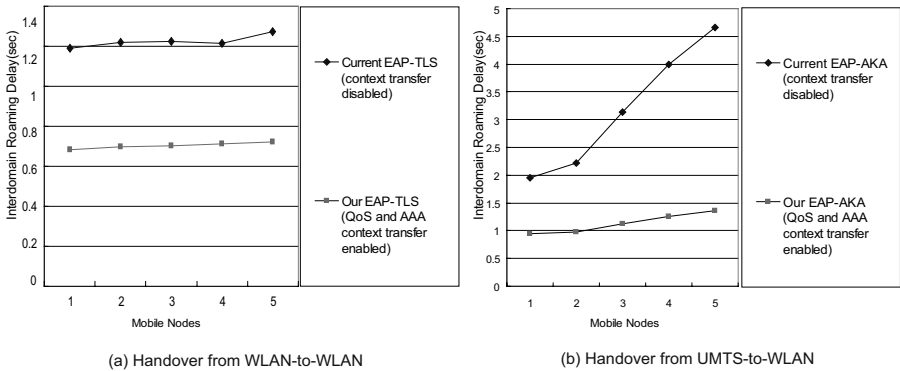 Interdomain Roaming Delay(sec)
1.4
1.2
1
0.8
0.6
0.4
0.2
0
1 2 3 4 5
Mobile Nodes
Current EAP-TLS
(context transfer
disabled)
Our EAP-TLS
(QoS and AAA
context transfer
enabled)
(a) Handover from WLAN-to-WLAN
Interdomain Roaming Delay(sec)
5
4.5
4
3.5
3
2.5
2
1.5
1
0.5
0
1 2 3 4 5
Mobile Nodes
Current EAP-AKA
(context transfer
disabled)
Our EAP-AKA
(QoS and AAA
context transfer
enabled)
(b) Handover from UMTS-to-WLAN